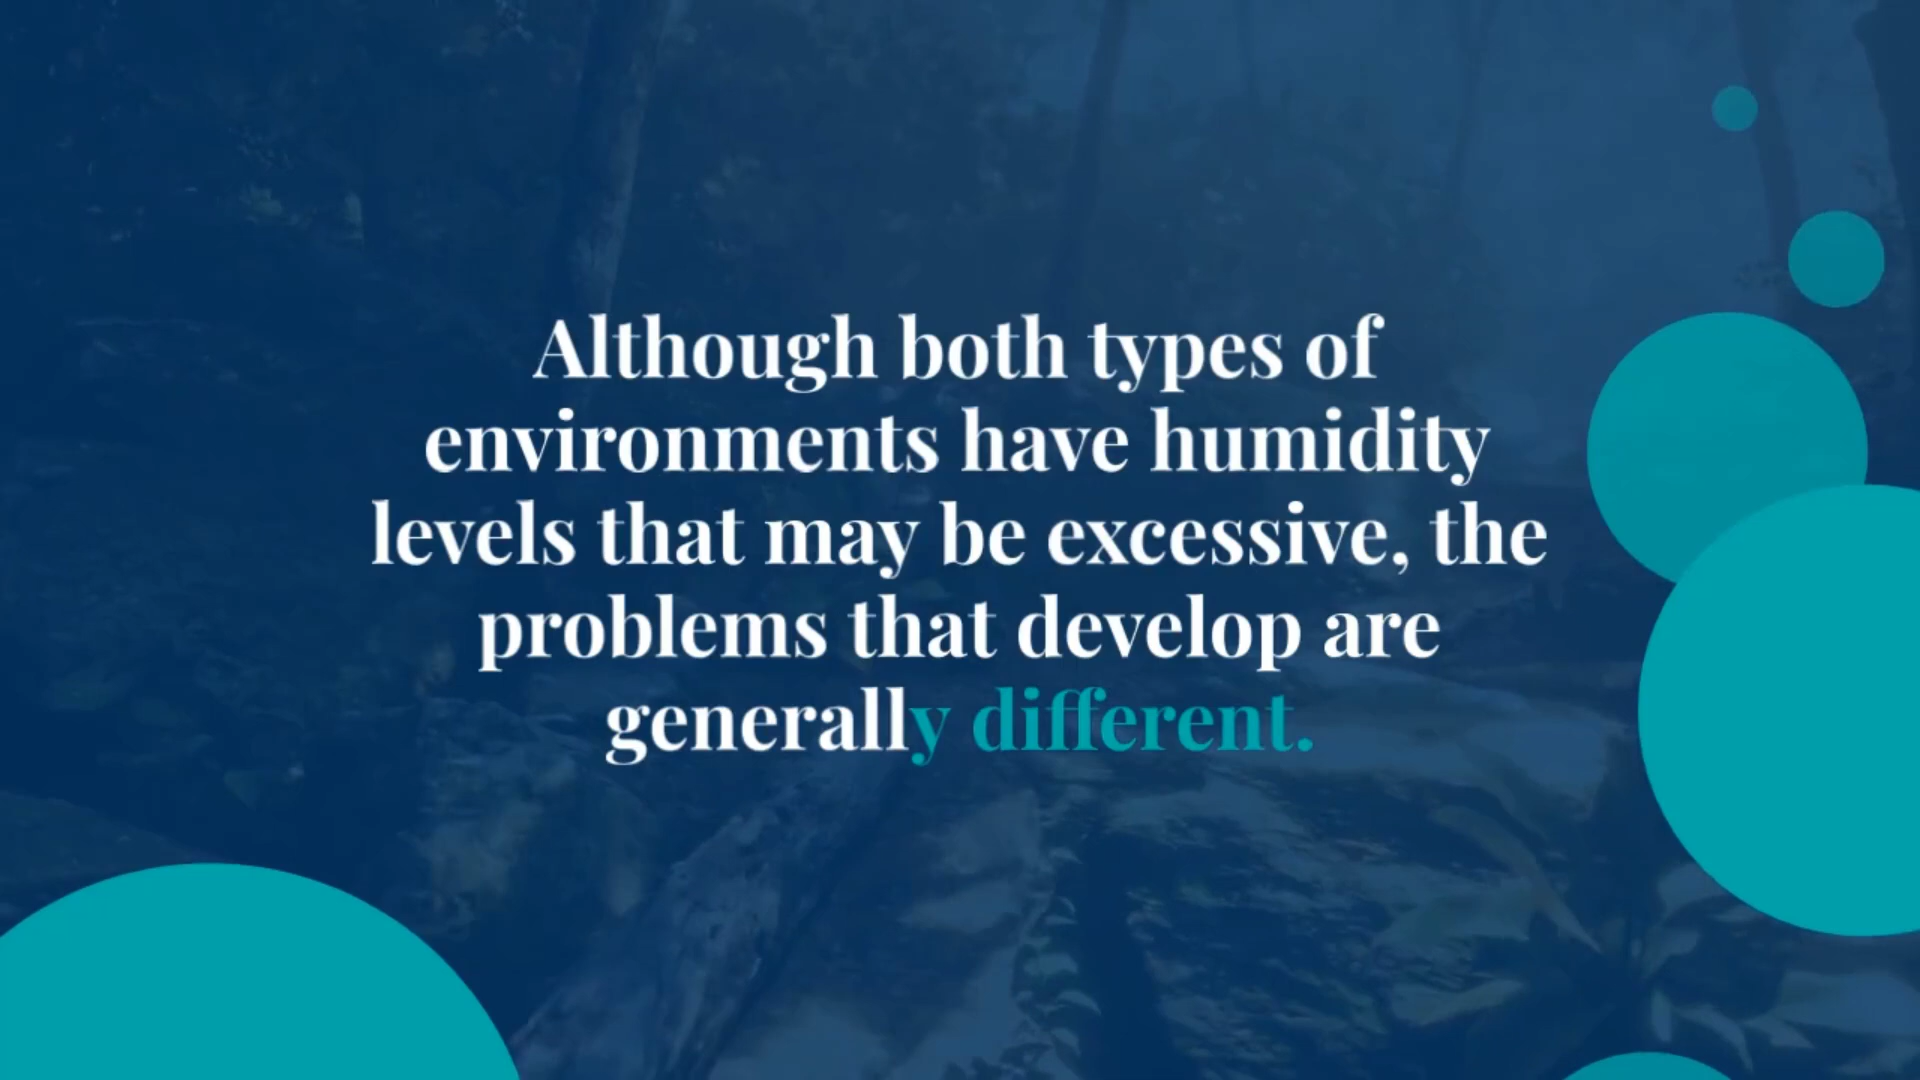 Although both types of
environments have humidity
levels that may be excessive, the
problems that develop are
generally different.